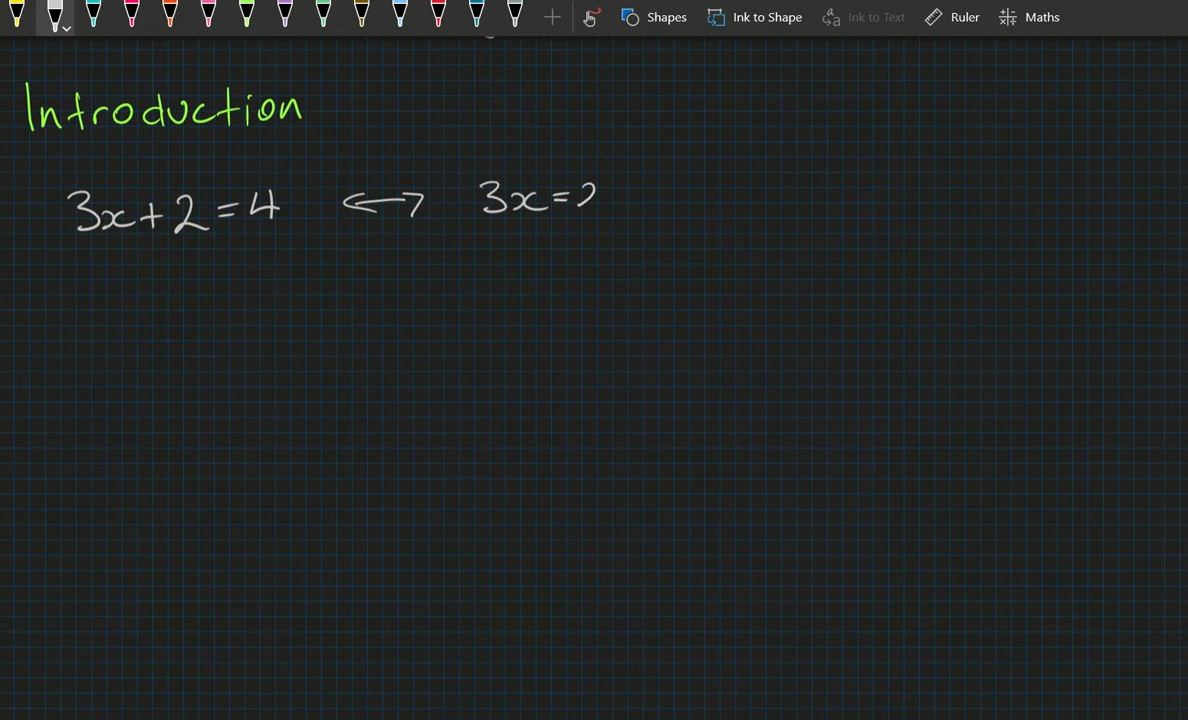 Shapes Ink to Shape Ink to Text Ruler Maths
Introduction
3x+2=4 ⟷ 3x=2